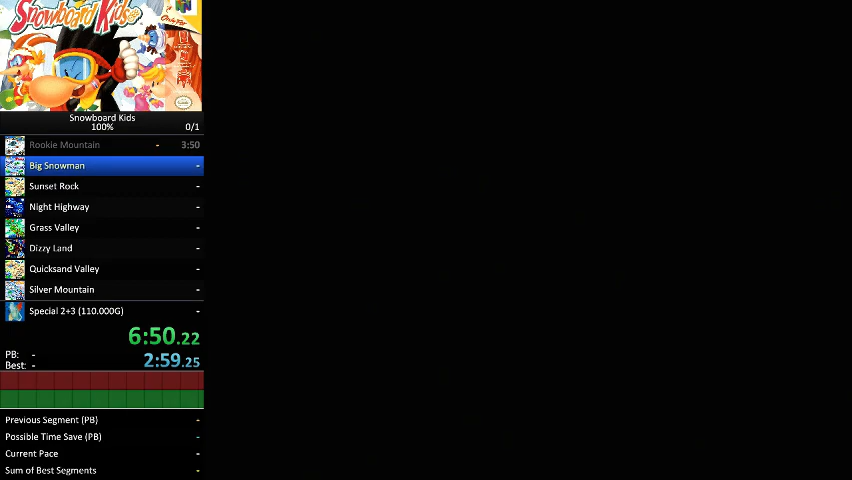 Snowboard Kids
Only For
Snowboard Kids
100% 0/1
Rookie Mountain - 3:50
Big Snowman -
Sunset Rock -
Night Highway -
Grass Valley -
Dizzy Land -
Quicksand Valley -
Silver Mountain -
Special 2+3 (110.000G) -
6:50.22
PB: - 2:59.25
Best: -
Previous Segment (PB) -
Possible Time Save (PB) -
Current Pace -
Sum of Best Segments -